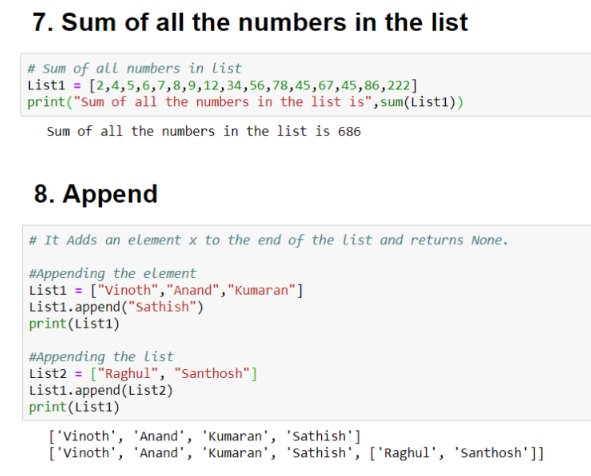 7. Sum of all the numbers in the list
# Sum of all numbers in list
List1 = [2,4,5,6,7,8,9,12,34,56,78,45,67,45,86,222]
print("Sum of all the numbers in the list is",sum(List1))
Sum of all the numbers in the list is 686
8. Append
# It Adds an element x to the end of the list and returns None.
#Appending the element
List1 = ["Vinoth","Anand","Kumaran"]
List1.append("Sathish")
print(List1)
#Appending the list
List2 = ["Raghul", "Santhosh"]
List1.append(List2)
print(List1)
['Vinoth', 'Anand', 'Kumaran', 'Sathish']
['Vinoth', 'Anand', 'Kumaran', 'Sathish', ['Raghul', 'Santhosh']]